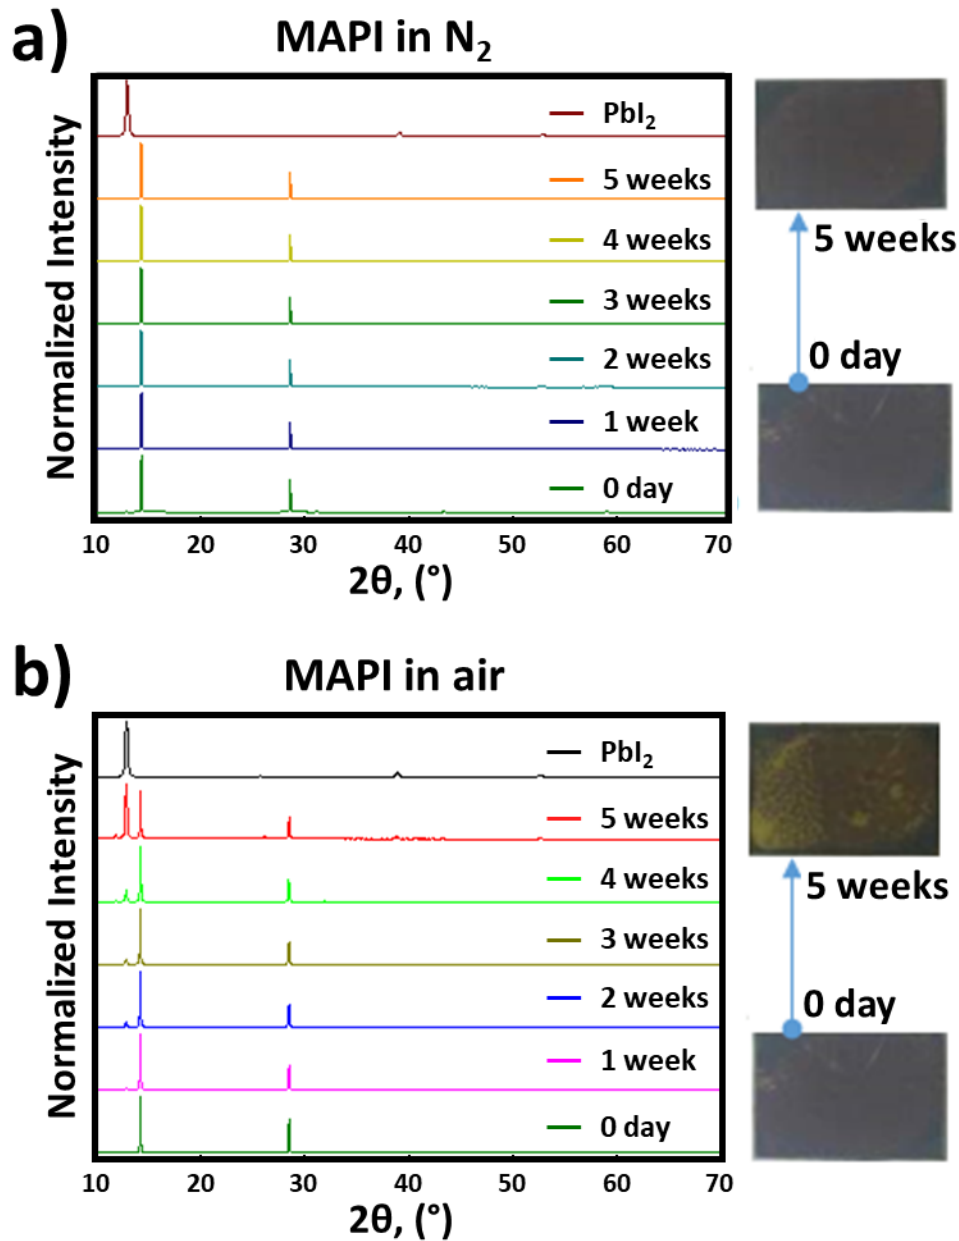 a)
MAPI in N₂
Normalized Intensity
PbI₂
5 weeks
4 weeks
3 weeks
2 weeks
1 week
0 day
10 20 30 40 50 60 70
2θ, (°)
5 weeks
0 day
b)
MAPI in air
Normalized Intensity
PbI₂
5 weeks
4 weeks
3 weeks
2 weeks
1 week
0 day
10 20 30 40 50 60 70
2θ, (°)
5 weeks
0 day